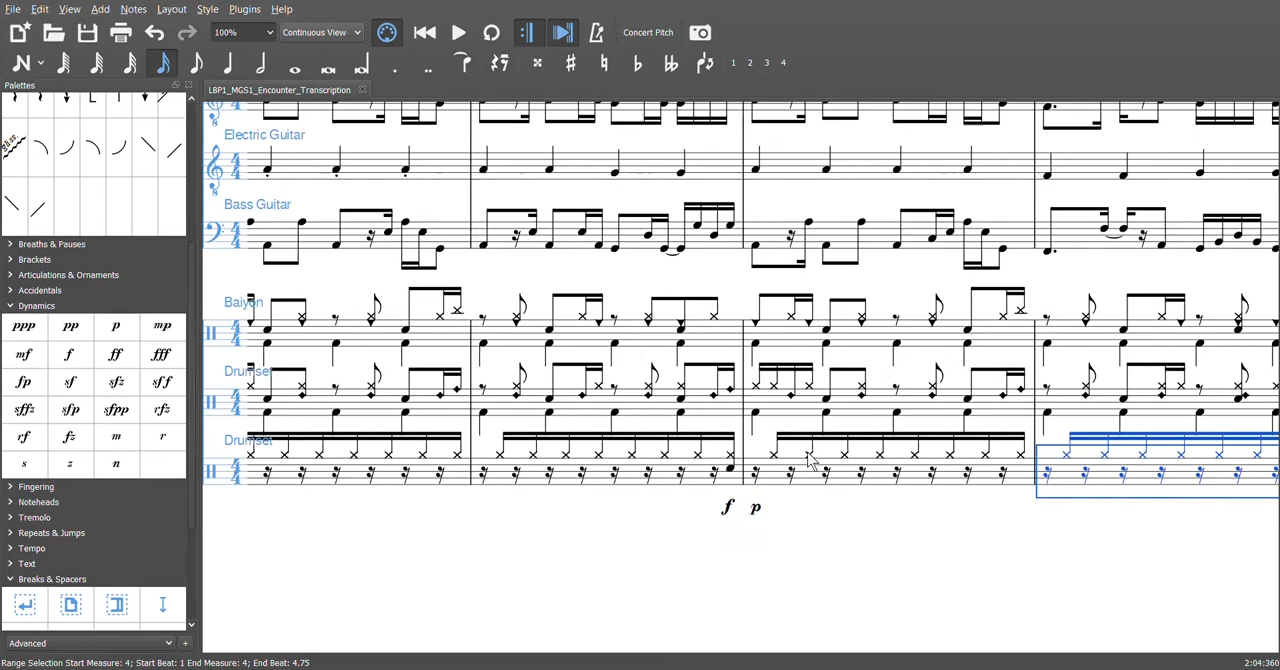 File Edit View Add Notes Layout Style Plugins Help
100% Continuous View Concert Pitch
1 2 3 4
Palettes
LBP1_MGS1_Encounter_Transcription
gliss.
Electric Guitar
Bass Guitar
Breaths & Pauses
Brackets
Articulations & Ornaments
Accidentals
Dynamics
Baiyon
ppp pp p mp
mf f ff fff
Drumset
fp sf sfz sff
sffz sfp sfpp rfz
rf fz m r
Drumset
s z n
Fingering
Noteheads
f p
Tremolo
Repeats & Jumps
Tempo
Text
Breaks & Spacers
Advanced
Range Selection Start Measure: 4; Start Beat: 1 End Measure: 4; End Beat: 4.75
2:04:360